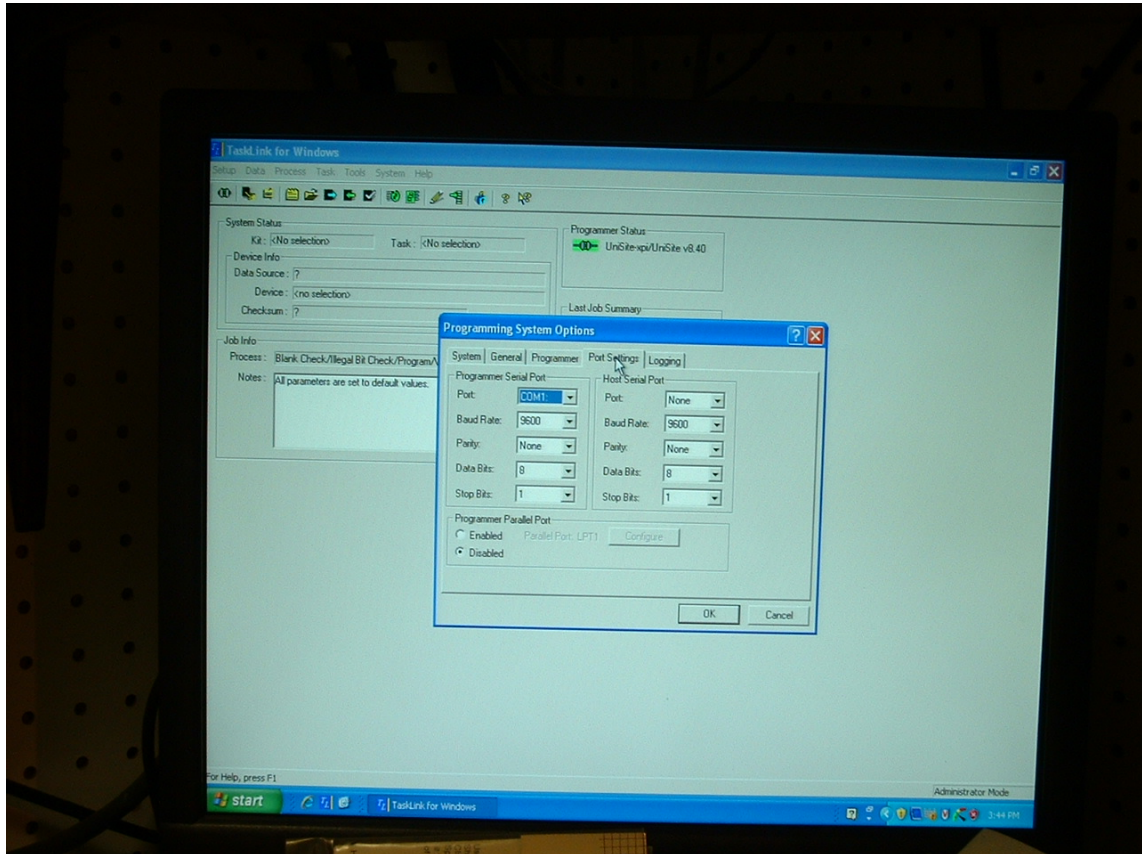 TaskLink for Windows
Setup Data Process Task Tools System Help
System Status
Kit: <No selection> Task: <No selection>
Device Info
Data Source: ?
Device: <no selection>
Checksum: ?
Programmer Status
UniSite-xpi/UniSite v8.40
Last Job Summary
Job Info
Process: Blank Check/Illegal Bit Check/Program/
Notes: All parameters are set to default values.
Programming System Options
System General Programmer Port Settings Logging
Programmer Serial Port
Port: COM1:
Baud Rate: 9600
Parity: None
Data Bits: 8
Stop Bits: 1
Host Serial Port
Port: None
Baud Rate: 9600
Parity: None
Data Bits: 8
Stop Bits: 1
Programmer Parallel Port
Enabled Parallel Port: LPT1 Configure
Disabled
OK Cancel
For Help, press F1
Administrator Mode
start TaskLink for Windows 3:44 PM